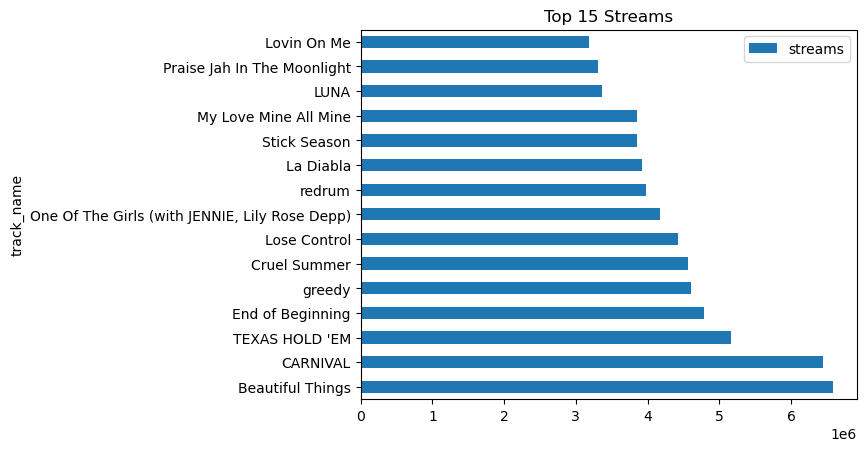 Top 15 Streams
streams
track_name
Lovin On Me
Praise Jah In The Moonlight
LUNA
My Love Mine All Mine
Stick Season
La Diabla
redrum
One Of The Girls (with JENNIE, Lily Rose Depp)
Lose Control
Cruel Summer
greedy
End of Beginning
TEXAS HOLD 'EM
CARNIVAL
Beautiful Things
0 1 2 3 4 5 6
1e6